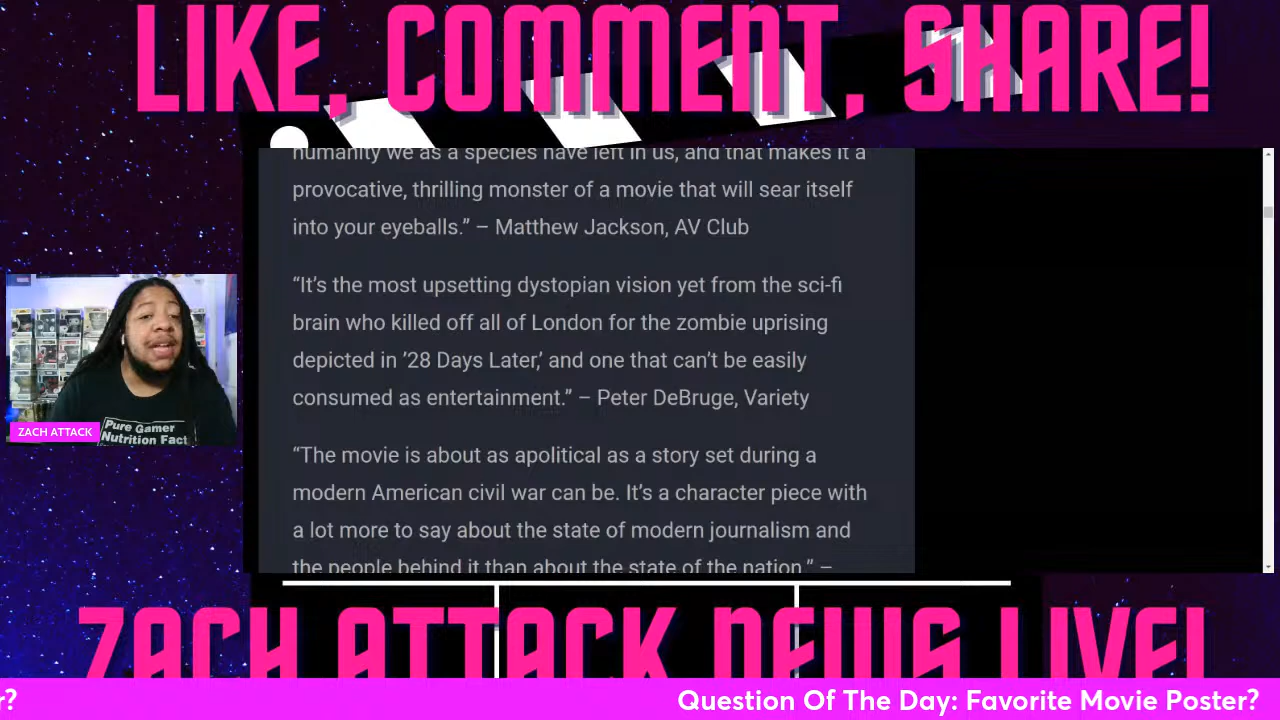 LIKE, COMMENT, SHARE!
humanity we as a species have left in us, and that makes it a
provocative, thrilling monster of a movie that will sear itself
into your eyeballs.” – Matthew Jackson, AV Club
“It’s the most upsetting dystopian vision yet from the sci-fi
brain who killed off all of London for the zombie uprising
depicted in ’28 Days Later,’ and one that can’t be easily
consumed as entertainment.” – Peter DeBruge, Variety
“The movie is about as apolitical as a story set during a
modern American civil war can be. It’s a character piece with
a lot more to say about the state of modern journalism and
the people behind it than about the state of the nation.” –
Pure Gamer
Nutrition Fact
ZACH ATTACK
ZACH ATTACK NEWS LIVE!
r?
Question Of The Day: Favorite Movie Poster?